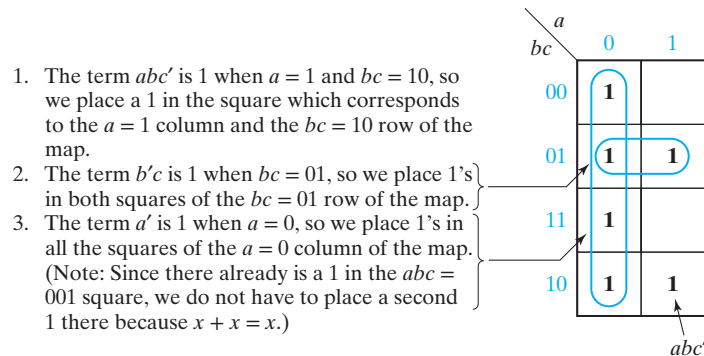 1. The term abc′ is 1 when a = 1 and bc = 10, so
we place a 1 in the square which corresponds
to the a = 1 column and the bc = 10 row of the
map.
2. The term b′c is 1 when bc = 01, so we place 1's
in both squares of the bc = 01 row of the map.
3. The term a′ is 1 when a = 0, so we place 1's in
all the squares of the a = 0 column of the map.
(Note: Since there already is a 1 in the abc =
001 square, we do not have to place a second
1 there because x + x = x.)
a
bc 0 1
00 1
01 1 1
11 1
10 1 1
abc′